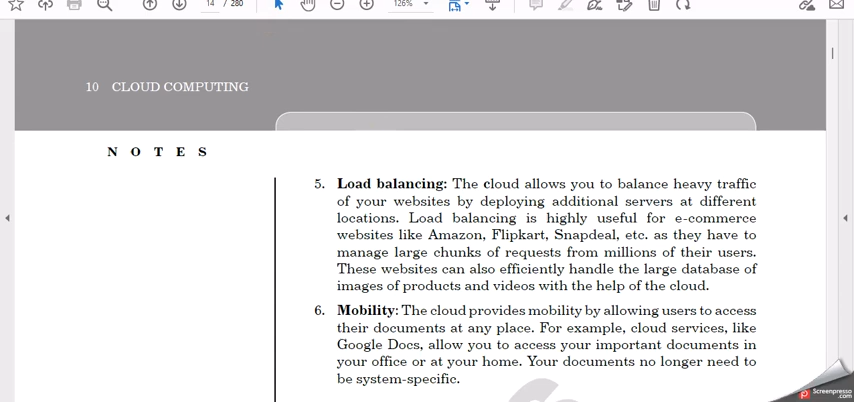 14 / 280
126%
10 CLOUD COMPUTING
N O T E S
5. Load balancing: The cloud allows you to balance heavy traffic
of your websites by deploying additional servers at different
locations. Load balancing is highly useful for e-commerce
websites like Amazon, Flipkart, Snapdeal, etc. as they have to
manage large chunks of requests from millions of their users.
These websites can also efficiently handle the large database of
images of products and videos with the help of the cloud.
6. Mobility: The cloud provides mobility by allowing users to access
their documents at any place. For example, cloud services, like
Google Docs, allow you to access your important documents in
your office or at your home. Your documents no longer need to
be system-specific.
Screenpresso
.com